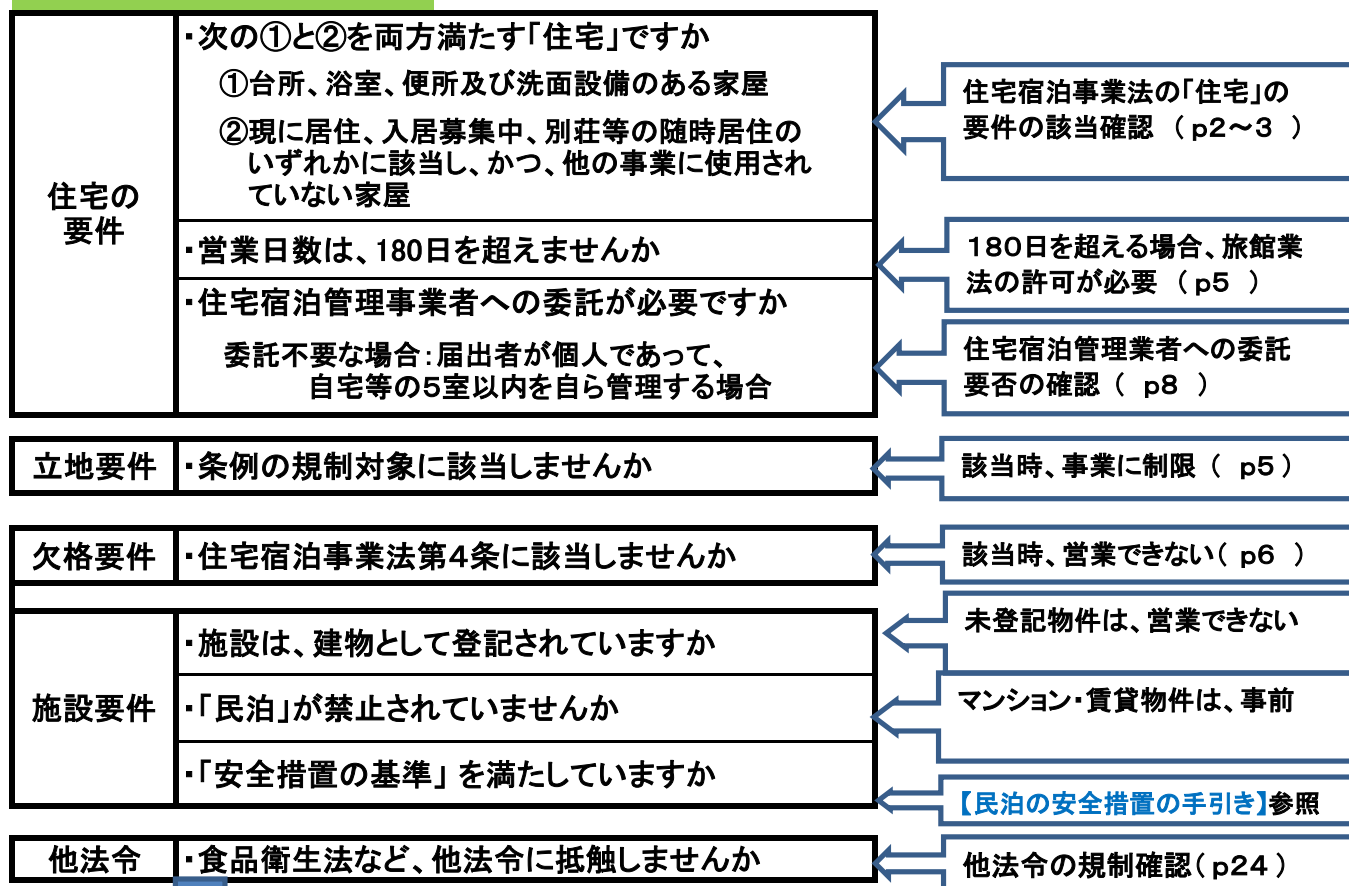 住宅の
要件
・次の①と②を両方満たす「住宅」ですか
①台所、浴室、便所及び洗面設備のある家屋
②現に居住、入居募集中、別荘等の随時居住の
いずれかに該当し、かつ、他の事業に使用され
ていない家屋
住宅宿泊事業法の「住宅」の
要件の該当確認 （ｐ2～3 ）
・営業日数は、180日を超えませんか
１８０日を超える場合、旅館業
法の許可が必要 （ｐ5 ）
・住宅宿泊管理事業者への委託が必要ですか
委託不要な場合：届出者が個人であって、
自宅等の５室以内を自ら管理する場合
住宅宿泊管理業者への委託
要否の確認 （ ｐ8 ）
立地要件
・条例の規制対象に該当しませんか
該当時、事業に制限 （ ｐ5）
欠格要件
・住宅宿泊事業法第４条に該当しませんか
該当時、営業できない（ ｐ6 ）
施設要件
・施設は、建物として登記されていますか
未登記物件は、営業できない
・「民泊」が禁止されていませんか
マンション・賃貸物件は、事前
・「安全措置の基準」 を満たしていますか
【民泊の安全措置の手引き】参照
他法令
・食品衛生法など、他法令に抵触しませんか
他法令の規制確認（ｐ24）